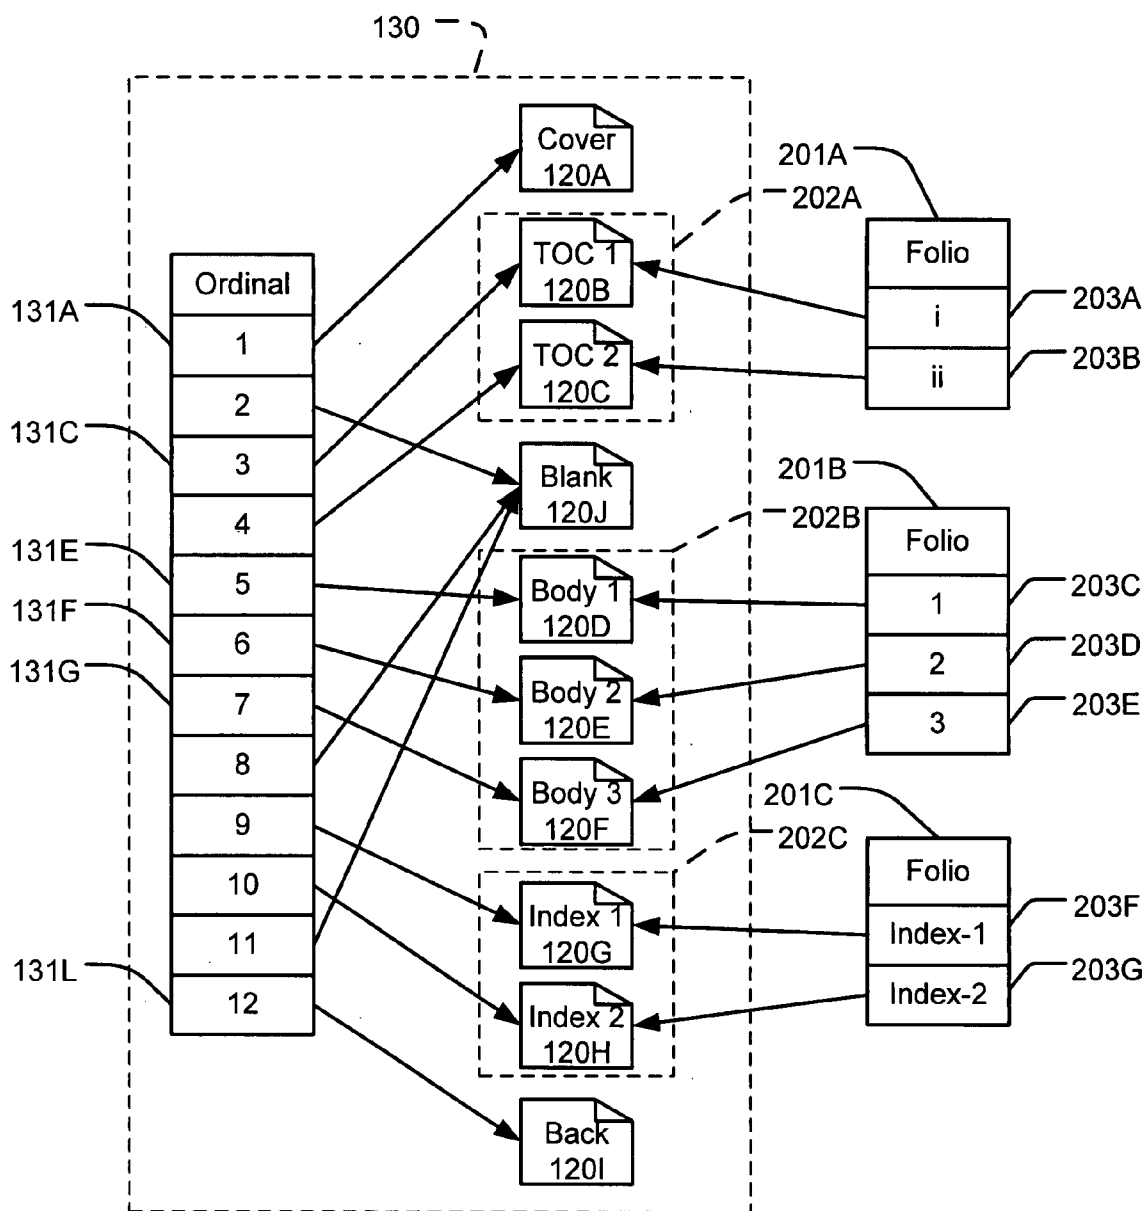 130
Cover
120A
201A
202A
Folio
TOC 1
120B
i
203A
Ordinal
131A
1
TOC 2
120C
ii
203B
2
131C
3
Blank
120J
201B
202B
4
Folio
131E
5
Body 1
120D
1
203C
131F
6
2
203D
131G
7
Body 2
120E
3
203E
8
Body 3
120F
201C
202C
9
Folio
10
Index 1
120G
Index-1
203F
11
Index-2
203G
131L
12
Index 2
120H
Back
120I